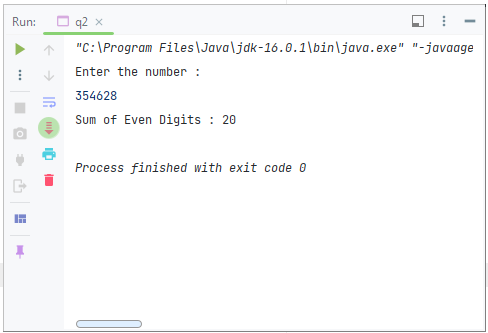 Run: q2
"C:\Program Files\Java\jdk-16.0.1\bin\java.exe" "-javaage
Enter the number :
354628
Sum of Even Digits : 20
Process finished with exit code 0